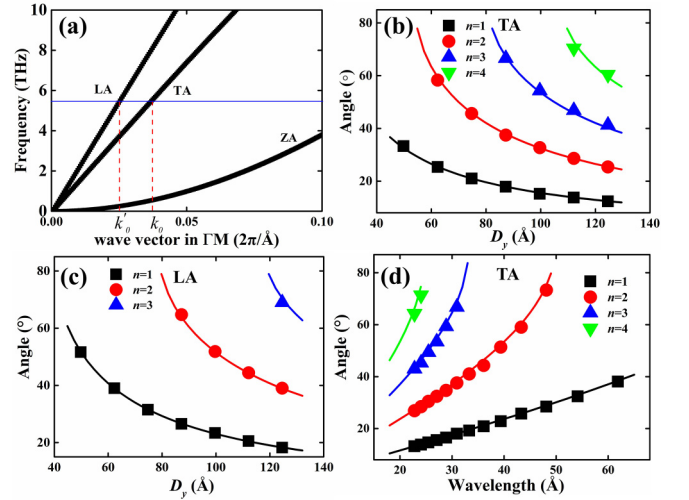 (a)
Frequency (THz)
10
8
6
4
2
0
LA
TA
ZA
0.00
k'₀
k₀
0.05
0.10
wave vector in ΓM (2π/Å)
(b)
TA
n=1
n=2
n=3
n=4
Angle (°)
80
60
40
20
40
60
80
100
120
140
Dy (Å)
(c)
LA
n=1
n=2
n=3
Angle (°)
80
60
40
20
40
60
80
100
120
140
Dy (Å)
(d)
TA
n=1
n=2
n=3
n=4
Angle (°)
80
60
40
20
20
30
40
50
60
Wavelength (Å)